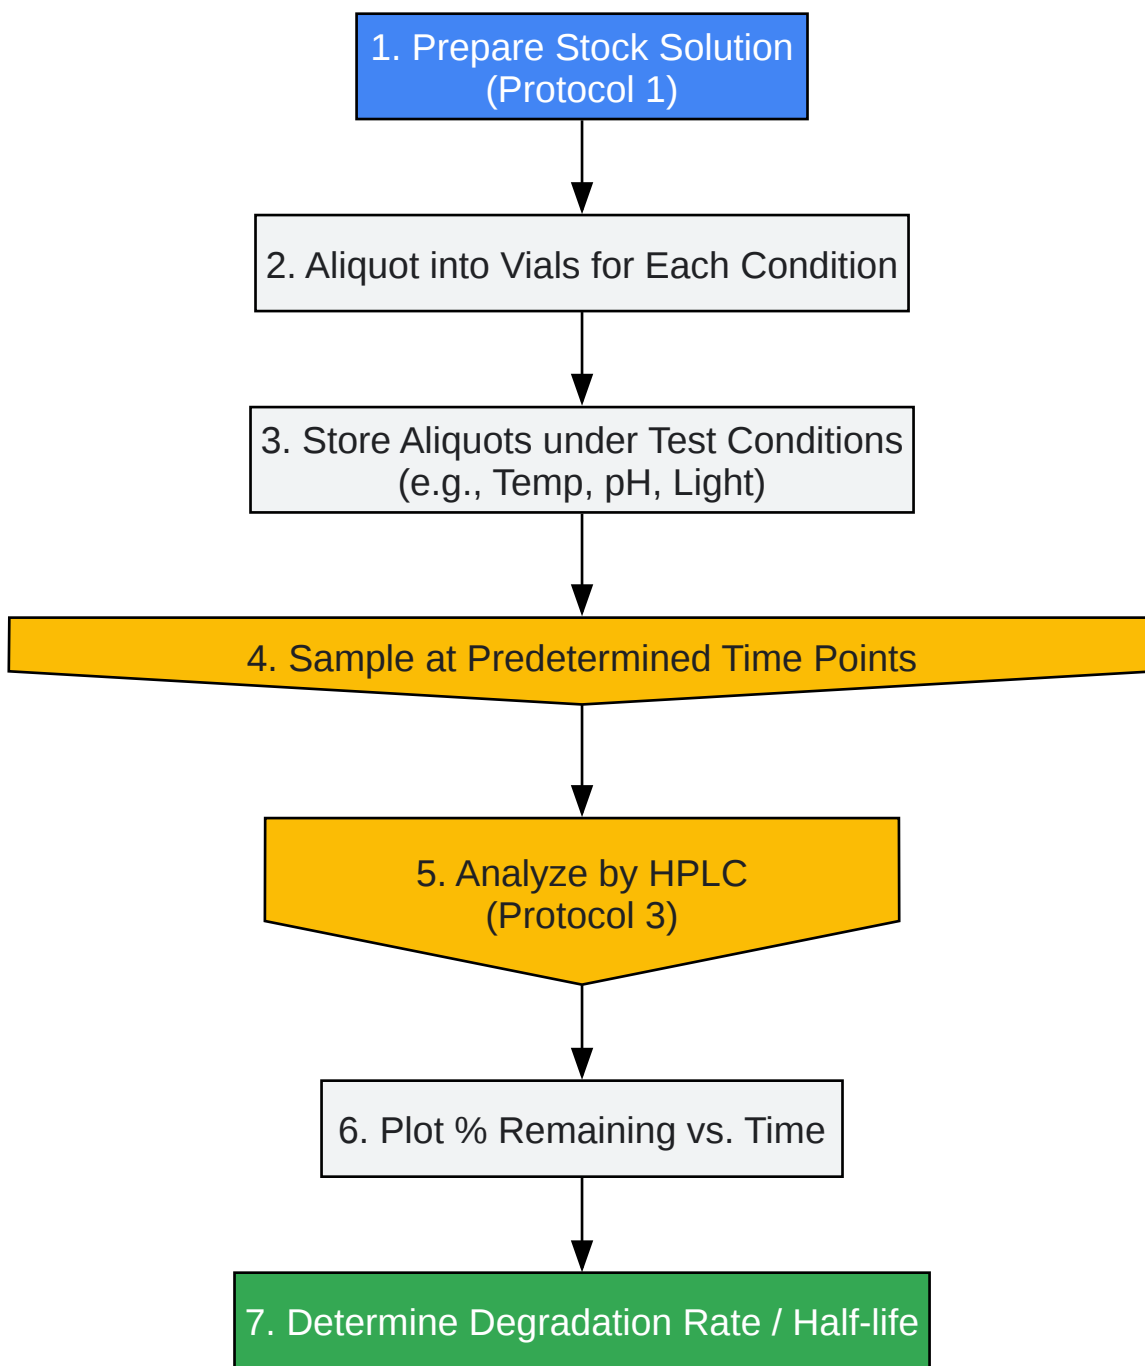 1. Prepare Stock Solution
(Protocol 1)
2. Aliquot into Vials for Each Condition
3. Store Aliquots under Test Conditions
(e.g., Temp, pH, Light)
4. Sample at Predetermined Time Points
5. Analyze by HPLC
(Protocol 3)
6. Plot % Remaining vs. Time
7. Determine Degradation Rate / Half-life